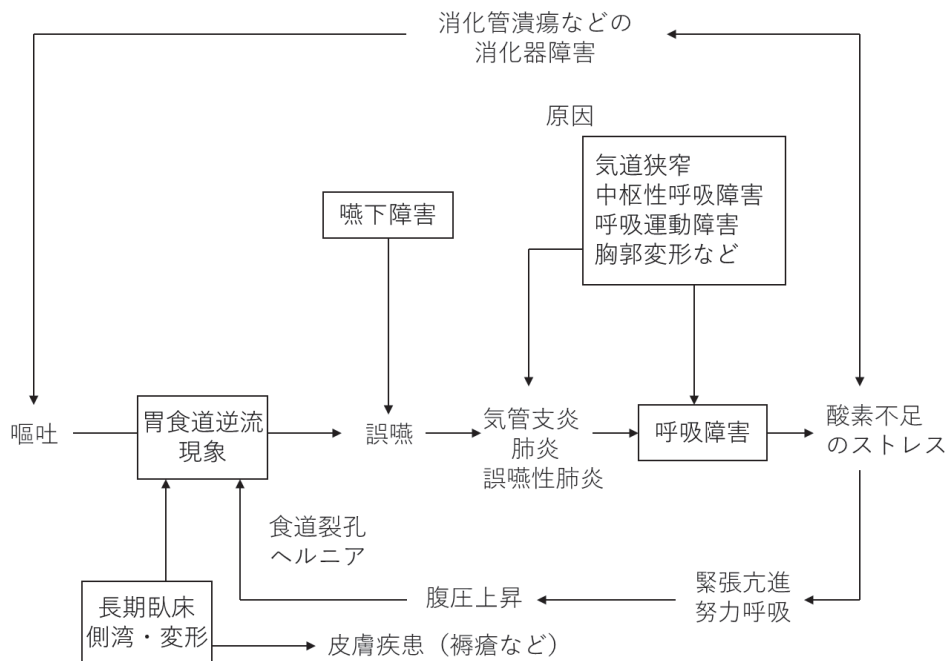 消化管潰瘍などの
消化器障害
原因
気道狭窄
中枢性呼吸障害
呼吸運動障害
胸郭変形など
嚥下障害
嘔吐
胃食道逆流
現象
誤嚥
気管支炎
肺炎
誤嚥性肺炎
呼吸障害
酸素不足
のストレス
食道裂孔
ヘルニア
腹圧上昇
緊張亢進
努力呼吸
長期臥床
側湾・変形
皮膚疾患（褥瘡など）